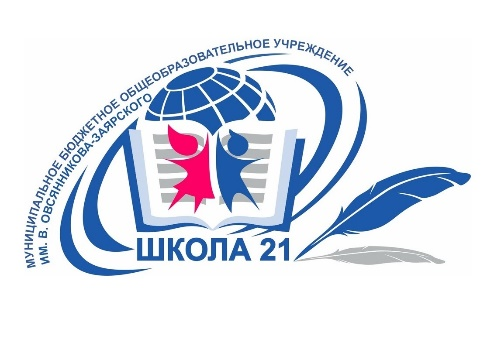 МУНИЦИПАЛЬНОЕ БЮДЖЕТНОЕ ОБЩЕОБРАЗОВАТЕЛЬНОЕ УЧРЕЖДЕНИЕ
ИМ. В. ОВСЯННИКОВА-ЗАЯРСКОГО
ШКОЛА 21